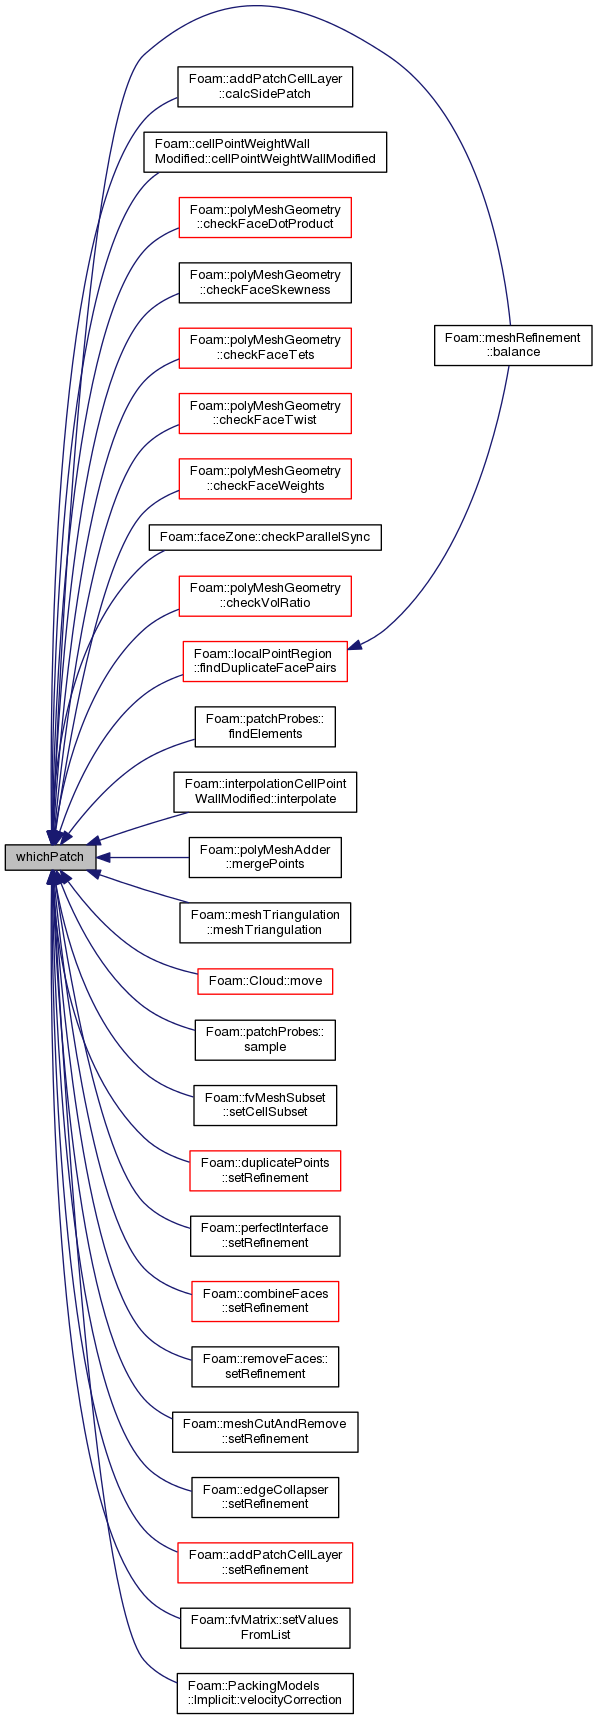 Foam::addPatchCellLayer
::calcSidePatch
Foam::cellPointWeightWall
Modified::cellPointWeightWallModified
Foam::polyMeshGeometry
::checkFaceDotProduct
Foam::polyMeshGeometry
::checkFaceSkewness
Foam::polyMeshGeometry
::checkFaceTets
Foam::polyMeshGeometry
::checkFaceTwist
Foam::polyMeshGeometry
::checkFaceWeights
Foam::faceZone::checkParallelSync
Foam::polyMeshGeometry
::checkVolRatio
Foam::localPointRegion
::findDuplicateFacePairs
Foam::meshRefinement
::balance
Foam::patchProbes::
findElements
Foam::interpolationCellPoint
WallModified::interpolate
whichPatch
Foam::polyMeshAdder
::mergePoints
Foam::meshTriangulation
::meshTriangulation
Foam::Cloud::move
Foam::patchProbes::
sample
Foam::fvMeshSubset
::setCellSubset
Foam::duplicatePoints
::setRefinement
Foam::perfectInterface
::setRefinement
Foam::combineFaces
::setRefinement
Foam::removeFaces::
setRefinement
Foam::meshCutAndRemove
::setRefinement
Foam::edgeCollapser
::setRefinement
Foam::addPatchCellLayer
::setRefinement
Foam::fvMatrix::setValues
FromList
Foam::PackingModels
::Implicit::velocityCorrection